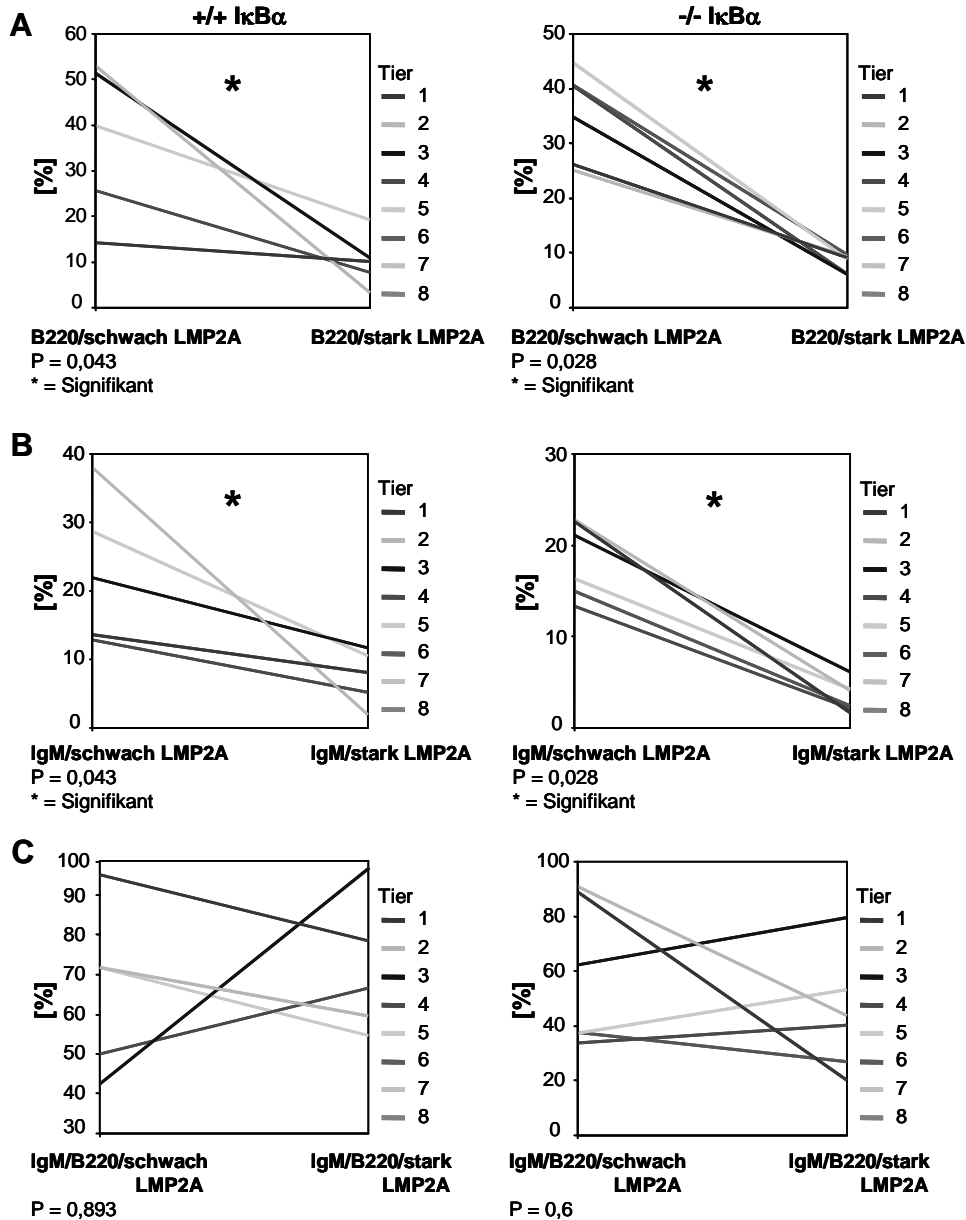 A
+/+ IκBα
60
50
40
30
20
10
0
[%]
*
Tier
1
2
3
4
5
6
7
8
B220/schwach LMP2A
B220/stark LMP2A
P = 0,043
* = Signifikant
-/- IκBα
50
40
30
20
10
0
[%]
*
Tier
1
2
3
4
5
6
7
8
B220/schwach LMP2A
B220/stark LMP2A
P = 0,028
* = Signifikant
B
40
30
20
10
0
[%]
*
Tier
1
2
3
4
5
6
7
8
IgM/schwach LMP2A
IgM/stark LMP2A
P = 0,043
* = Signifikant
30
20
10
0
[%]
*
Tier
1
2
3
4
5
6
7
8
IgM/schwach LMP2A
IgM/stark LMP2A
P = 0,028
* = Signifikant
C
100
90
80
70
60
50
40
30
[%]
Tier
1
2
3
4
5
6
7
8
IgM/B220/schwach
LMP2A
IgM/B220/stark
LMP2A
P = 0,893
100
80
60
40
20
0
[%]
Tier
1
2
3
4
5
6
7
8
IgM/B220/schwach
LMP2A
IgM/B220/stark
LMP2A
P = 0,6